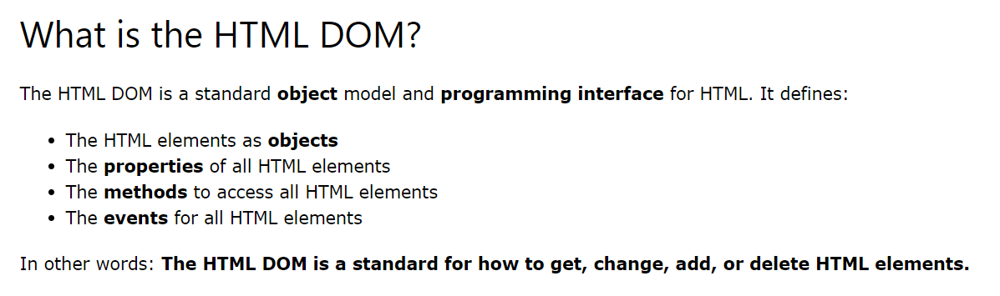 What is the HTML DOM?
The HTML DOM is a standard object model and programming interface for HTML. It defines:
• The HTML elements as objects
• The properties of all HTML elements
• The methods to access all HTML elements
• The events for all HTML elements
In other words: The HTML DOM is a standard for how to get, change, add, or delete HTML elements.